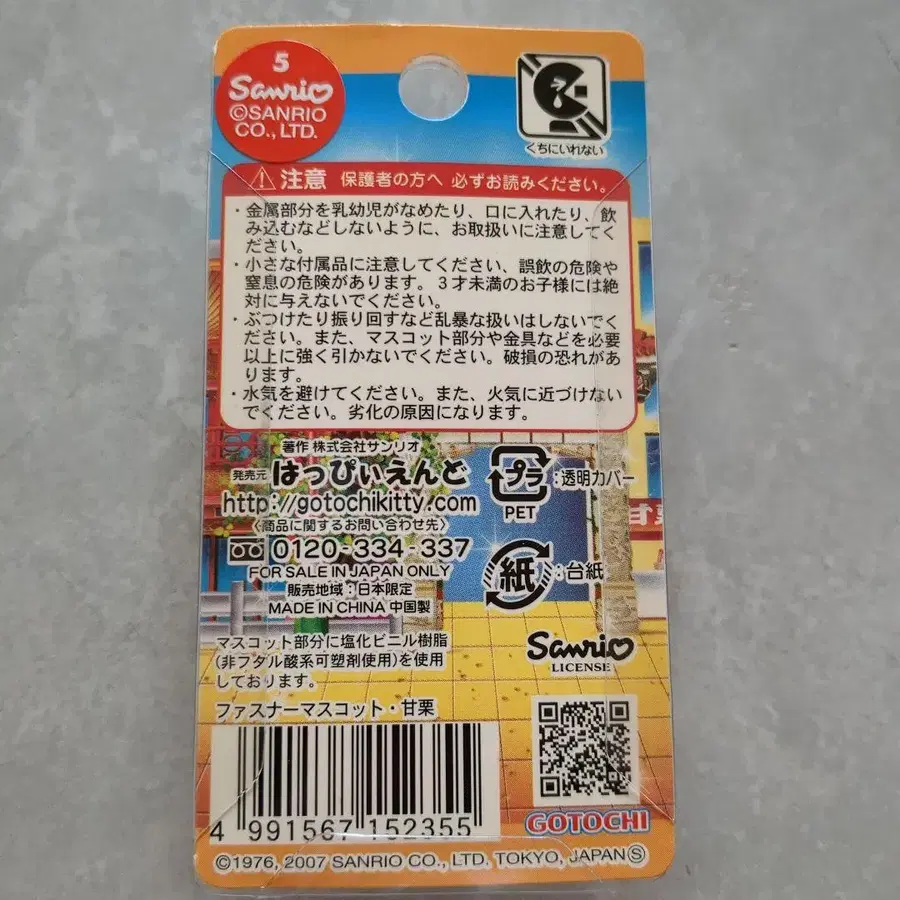 5
Sanrio
©SANRIO
CO., LTD.
くちにいれない
注意 保護者の方へ 必ずお読みください。
・金属部分を乳幼児がなめたり、口に入れたり、飲
み込むなどしないように、お取扱いに注意してく
ださい。
・小さな付属品に注意してください、誤飲の危険や
窒息の危険があります。3才未満のお子様には絶
対に与えないでください。
・ぶつけたり振り回すなど乱暴な扱いはしないでく
ださい。また、マスコット部分や金具などを必要
以上に強く引かないでください。破損の恐れがあ
ります。
・水気を避けてください。また、火気に近づけない
でください。劣化の原因になります。
著作 株式会社サンリオ
発売元 はっぴぃえんど
http://gotochikitty.com
〈商品に関するお問い合わせ先〉
0120-334-337
FOR SALE IN JAPAN ONLY
販売地域：日本限定
MADE IN CHINA 中国製
プラ :透明カバー
PET
紙 :台紙
甘栗
マスコット部分に塩化ビニル樹脂
(非フタル酸系可塑剤使用)を使用
しております。
Sanrio
LICENSE
ファスナーマスコット・甘栗
4 991567 152355
GOTOCHI
©1976, 2007 SANRIO CO., LTD. TOKYO, JAPAN Ⓢ